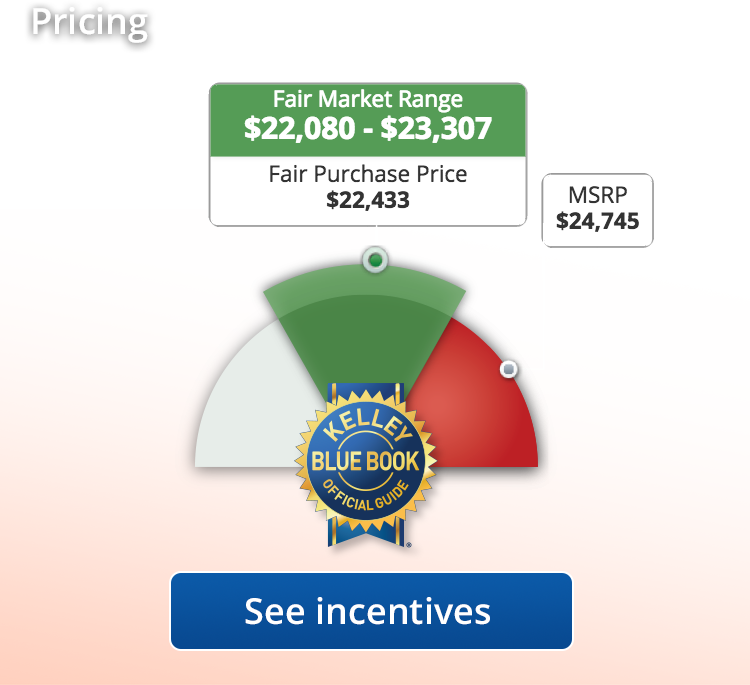 Pricing
Fair Market Range
$22,080 - $23,307
Fair Purchase Price
$22,433
MSRP
$24,745
KELLEY
BLUE BOOK
OFFICIAL GUIDE
®
See incentives